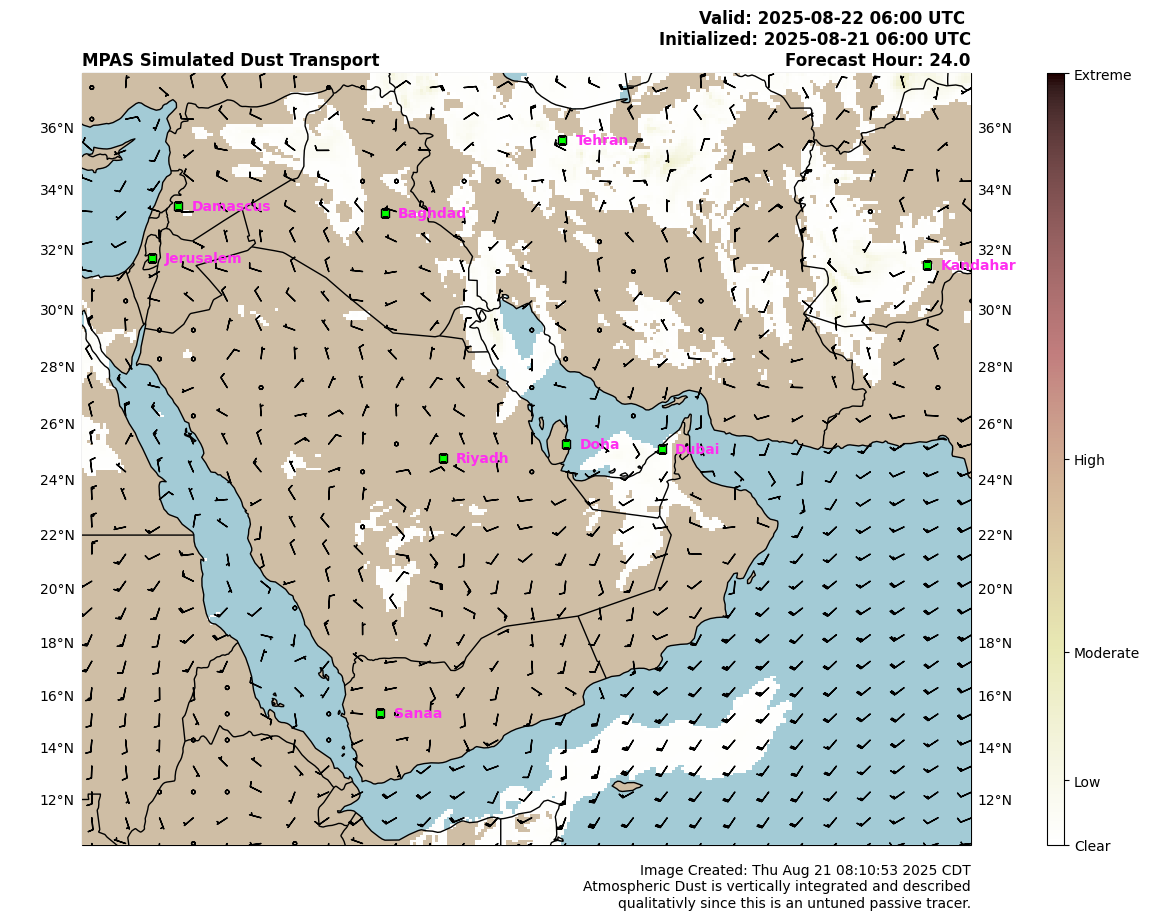 Valid: 2025-08-22 06:00 UTC
Initialized: 2025-08-21 06:00 UTC
MPAS Simulated Dust Transport
Forecast Hour: 24.0
Extreme
36°N
36°N
Tehran
34°N
34°N
Damascus
Baghdad
32°N
32°N
Jerusalem
Kandahar
30°N
30°N
28°N
28°N
26°N
26°N
Doha
Dubai
Riyadh
High
24°N
24°N
22°N
22°N
20°N
20°N
18°N
18°N
Moderate
16°N
16°N
Sanaa
14°N
14°N
Low
12°N
12°N
Clear
Image Created: Thu Aug 21 08:10:53 2025 CDT
Atmospheric Dust is vertically integrated and described
qualitativly since this is an untuned passive tracer.